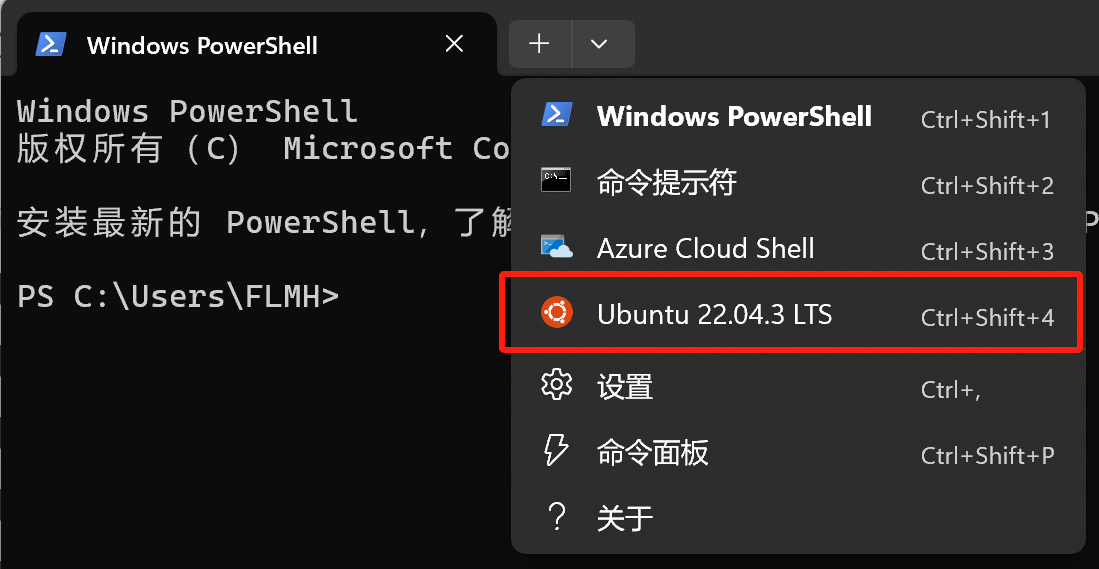 Windows PowerShell
Windows PowerShell
版权所有（C） Microsoft Co
安装最新的 PowerShell，了解
PS C:\Users\FLMH>
Windows PowerShell Ctrl+Shift+1
命令提示符 Ctrl+Shift+2
Azure Cloud Shell Ctrl+Shift+3
Ubuntu 22.04.3 LTS Ctrl+Shift+4
设置 Ctrl+,
命令面板 Ctrl+Shift+P
关于